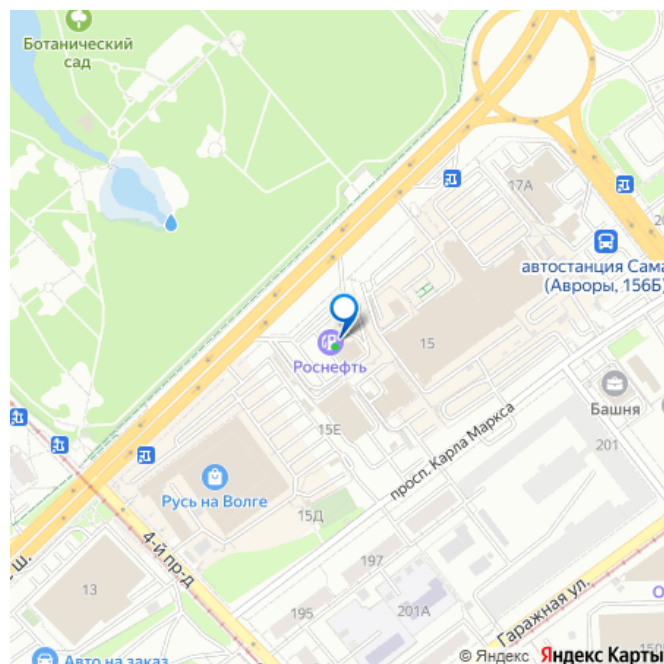 Ботанический
сад
17А
автостанция Сама
(Авроры, 156Б)
15
Роснефть
Башня
просп. Карла Маркса
201
15Е
Русь на Волге
15Д
4-й пр-д
ш.
13
197
195
201А
Гаражная ул.
Авто на заказ
© Яндекс Яндекс Карты